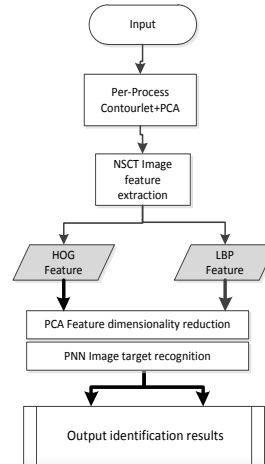 Input
Per-Process
Contourlet+PCA
NSCT Image
feature
extraction
HOG
Feature
LBP
Feature
PCA Feature dimensionality reduction
PNN Image target recognition
Output identification results